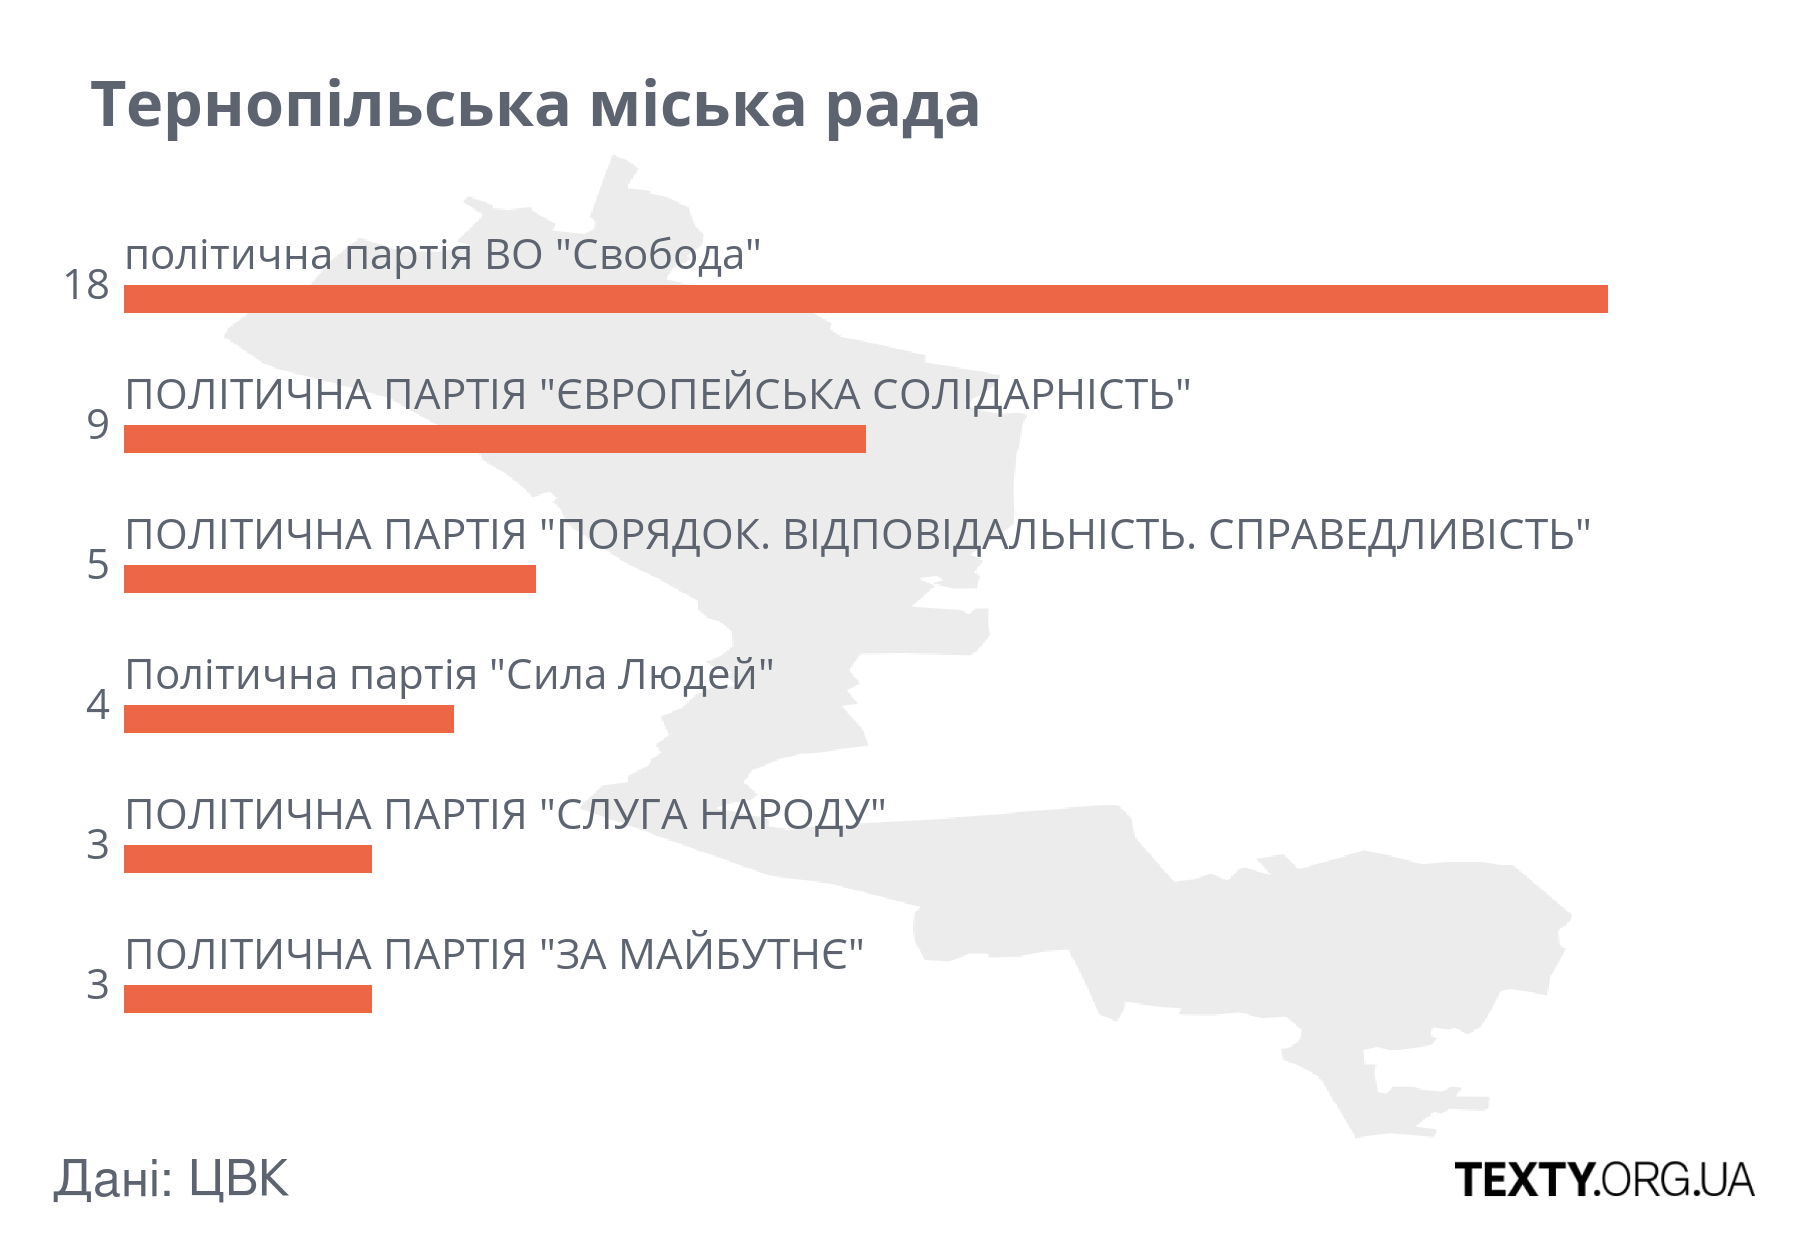 Тернопільська міська рада
політична партія ВО "Свобода"
18
ПОЛІТИЧНА ПАРТІЯ "ЄВРОПЕЙСЬКА СОЛІДАРНІСТЬ"
9
ПОЛІТИЧНА ПАРТІЯ "ПОРЯДОК. ВІДПОВІДАЛЬНІСТЬ. СПРАВЕДЛИВІСТЬ"
5
Політична партія "Сила Людей"
4
ПОЛІТИЧНА ПАРТІЯ "СЛУГА НАРОДУ"
3
ПОЛІТИЧНА ПАРТІЯ "ЗА МАЙБУТНЄ"
3
Дані: ЦВК
TEXTY.ORG.UA